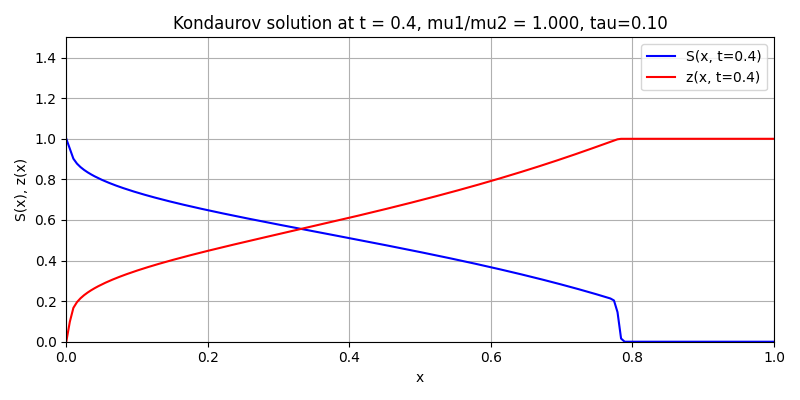 Kondaurov solution at t = 0.4, mu1/mu2 = 1.000, tau=0.10
S(x, t=0.4)
z(x, t=0.4)
S(x), z(x)
1.4
1.2
1.0
0.8
0.6
0.4
0.2
0.0
0.0 0.2 0.4 0.6 0.8 1.0
x